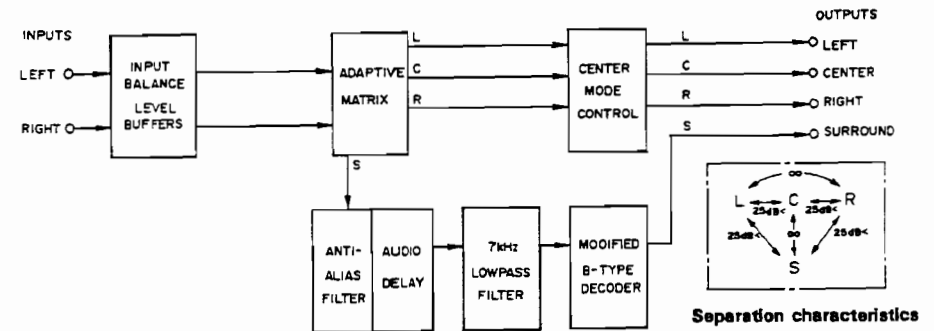 INPUTS
LEFT
RIGHT
INPUT
BALANCE
LEVEL
BUFFERS
ADAPTIVE
MATRIX
L
C
R
S
CENTER
MODE
CONTROL
L
C
R
S
OUTPUTS
LEFT
CENTER
RIGHT
SURROUND
ANTI-
ALIAS
FILTER
AUDIO
DELAY
7kHz
LOWPASS
FILTER
MODIFIED
B-TYPE
DECODER
∞
L C R
25dB< 25dB<
25dB< ∞ 25dB<
S
Separation characteristics